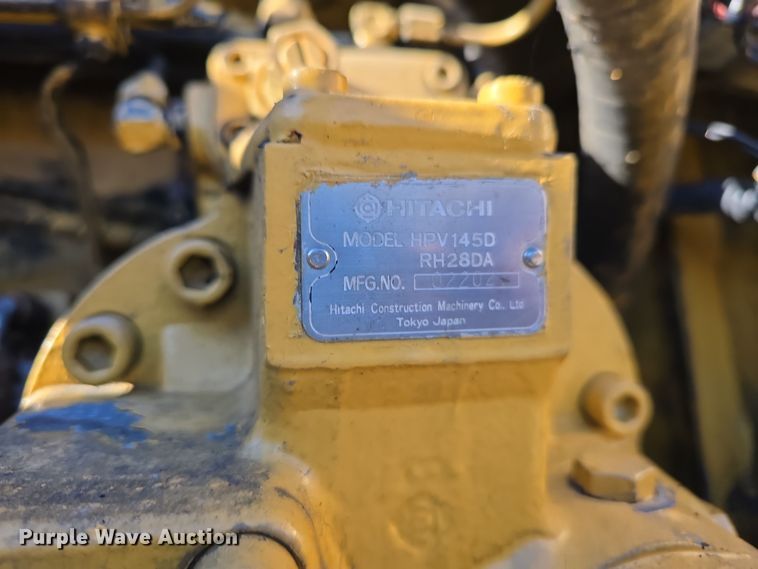 HITACHI
MODEL HPV145D
RH28DA
MFG.NO.
Hitachi Construction Machinery Co., Ltd
Tokyo Japan
Purple Wave Auction